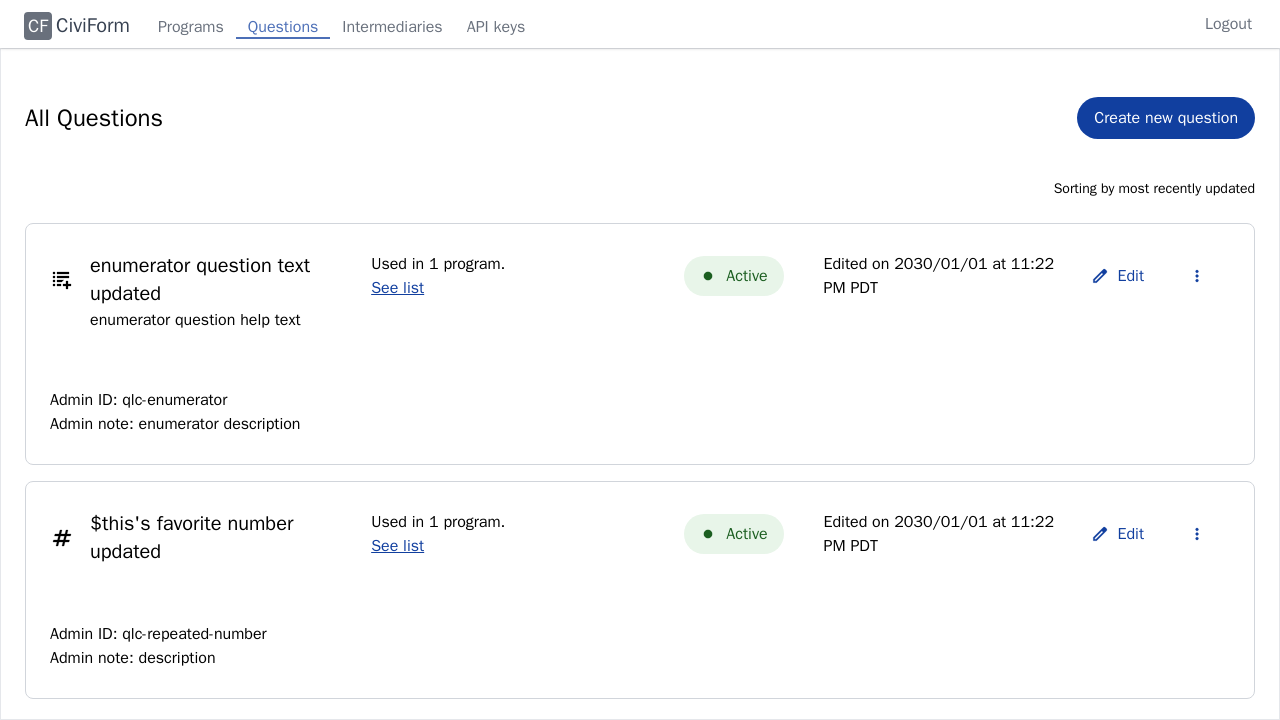 CF CiviForm Programs Questions Intermediaries API keys Logout
All Questions
Create new question
Sorting by most recently updated
enumerator question text
updated
enumerator question help text
Used in 1 program.
See list
Active
Edited on 2030/01/01 at 11:22
PM PDT
Edit
Admin ID: qlc-enumerator
Admin note: enumerator description
$this's favorite number
updated
Used in 1 program.
See list
Active
Edited on 2030/01/01 at 11:22
PM PDT
Edit
Admin ID: qlc-repeated-number
Admin note: description